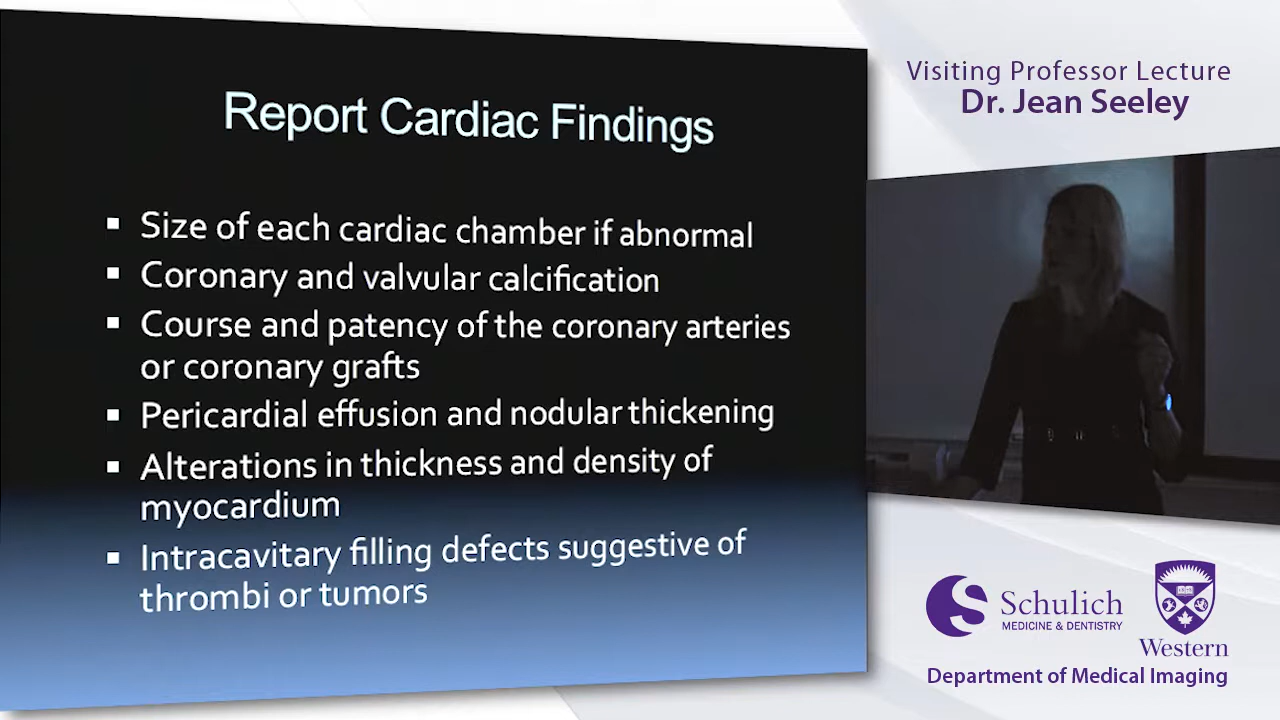 Report Cardiac Findings
Size of each cardiac chamber if abnormal
Coronary and valvular calcification
Course and patency of the coronary arteries
or coronary grafts
Pericardial effusion and nodular thickening
Alterations in thickness and density of
myocardium
Intracavitary filling defects suggestive of
thrombi or tumors
Visiting Professor Lecture
Dr. Jean Seeley
Schulich
MEDICINE & DENTISTRY
Western
Department of Medical Imaging